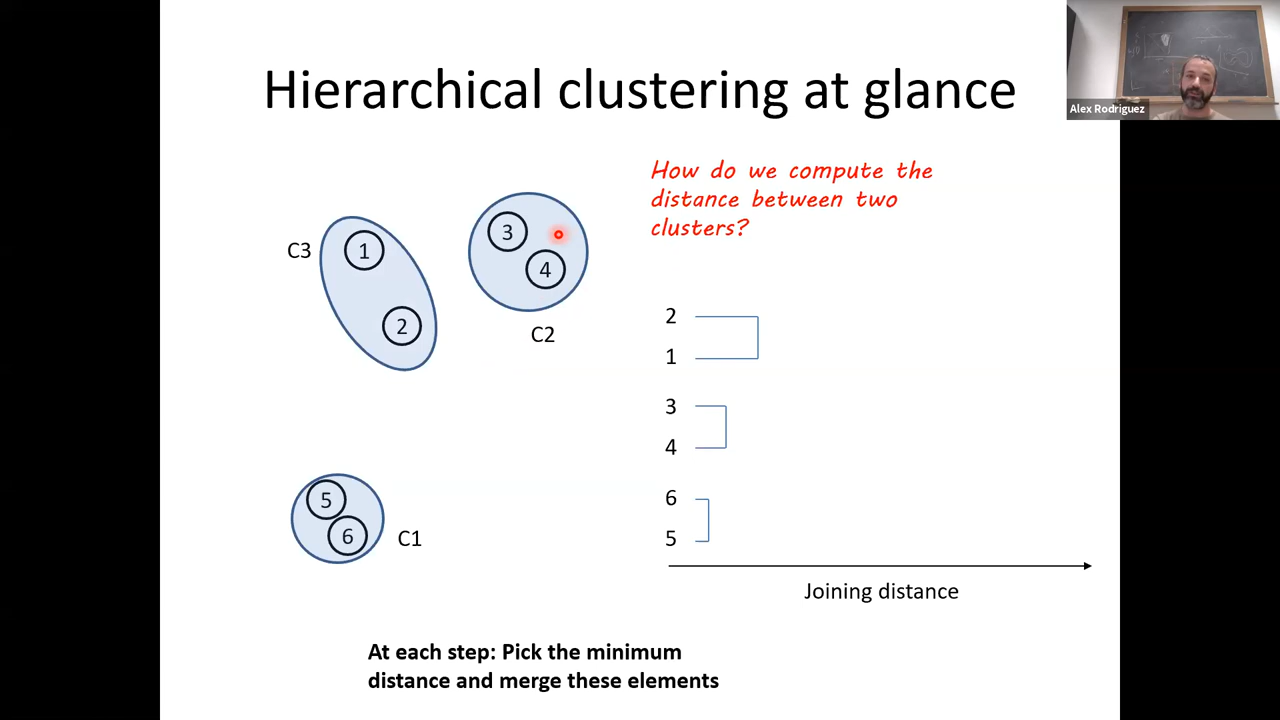 Hierarchical clustering at glance
Alex Rodriguez
How do we compute the
distance between two
clusters?
C3
1
2
3
4
C2
5
6
C1
2
1
3
4
6
5
Joining distance
At each step: Pick the minimum
distance and merge these elements